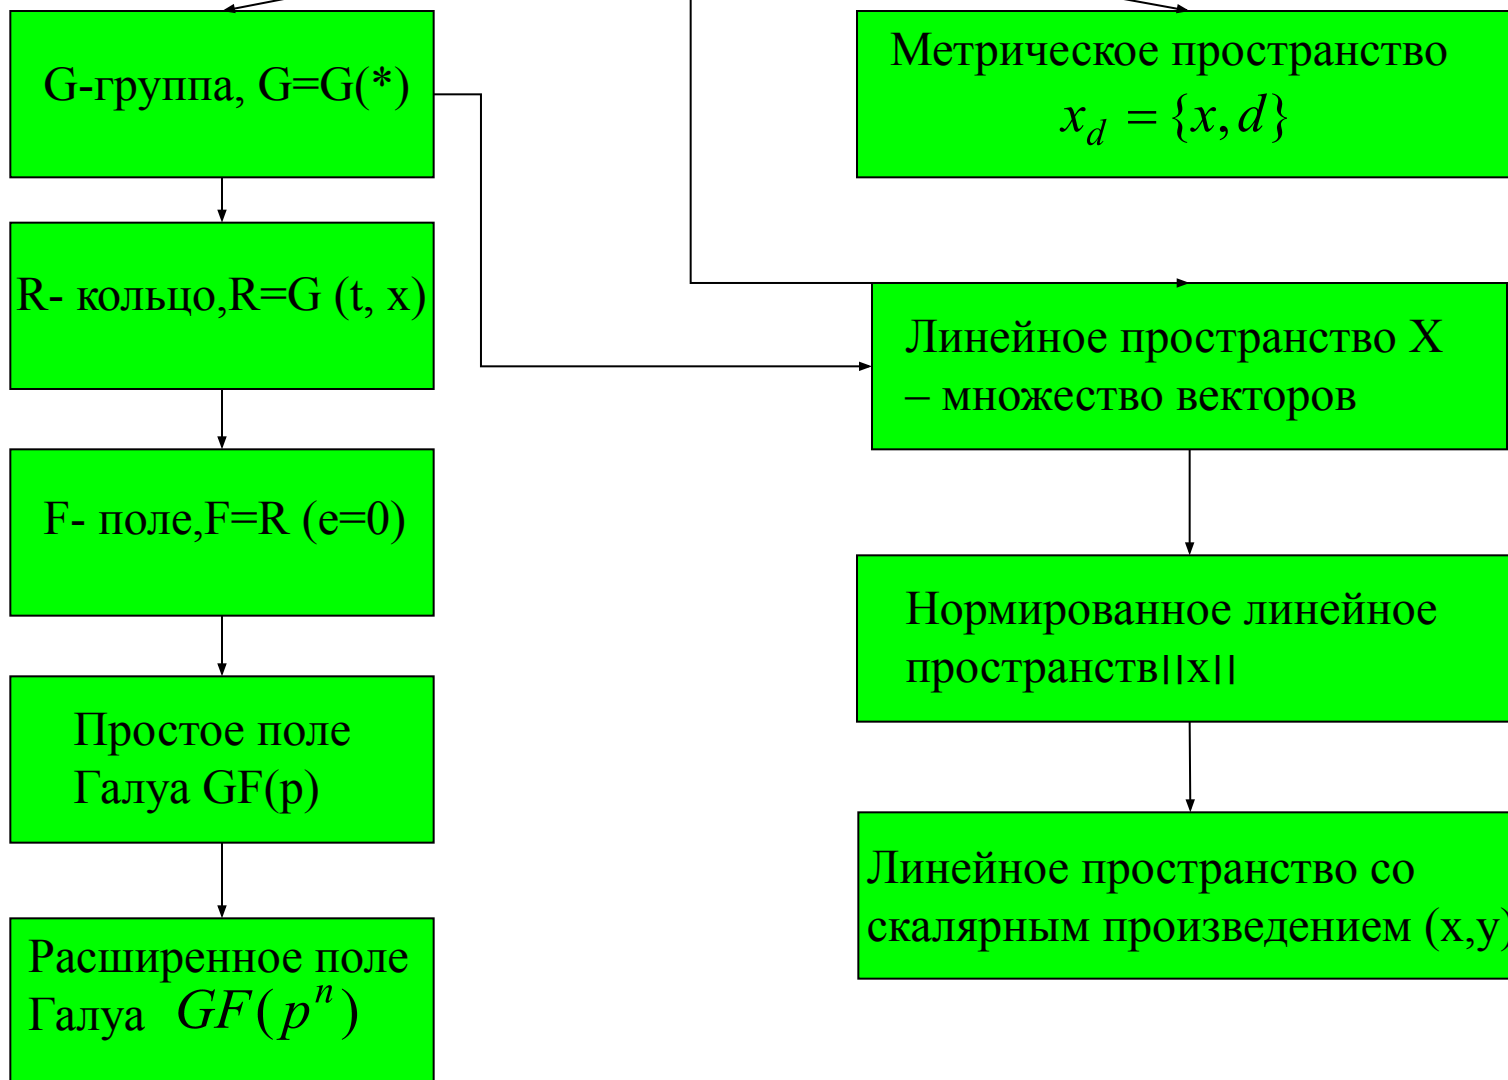 G-группа, G=G(*)
R- кольцо,R=G (t, x)
F- поле,F=R (e=0)
Простое поле
Галуа GF(p)
Расширенное поле
Галуа GF(pⁿ)
Метрическое пространство
x_d = {x, d}
Линейное пространство X
– множество векторов
Нормированное линейное
пространств||x||
Линейное пространство со
скалярным произведением (x,y)